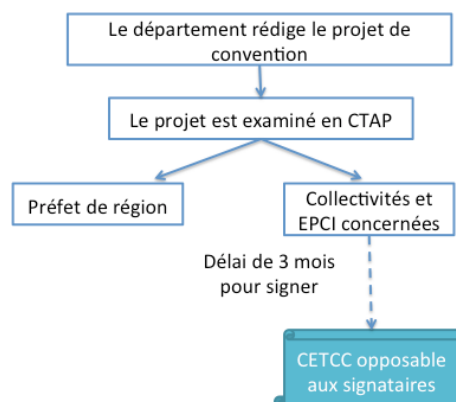 Le département rédige le projet de
convention
Le projet est examiné en CTAP
Préfet de région
Collectivités et
EPCI concernées
Délai de 3 mois
pour signer
CETCC opposable
aux signataires